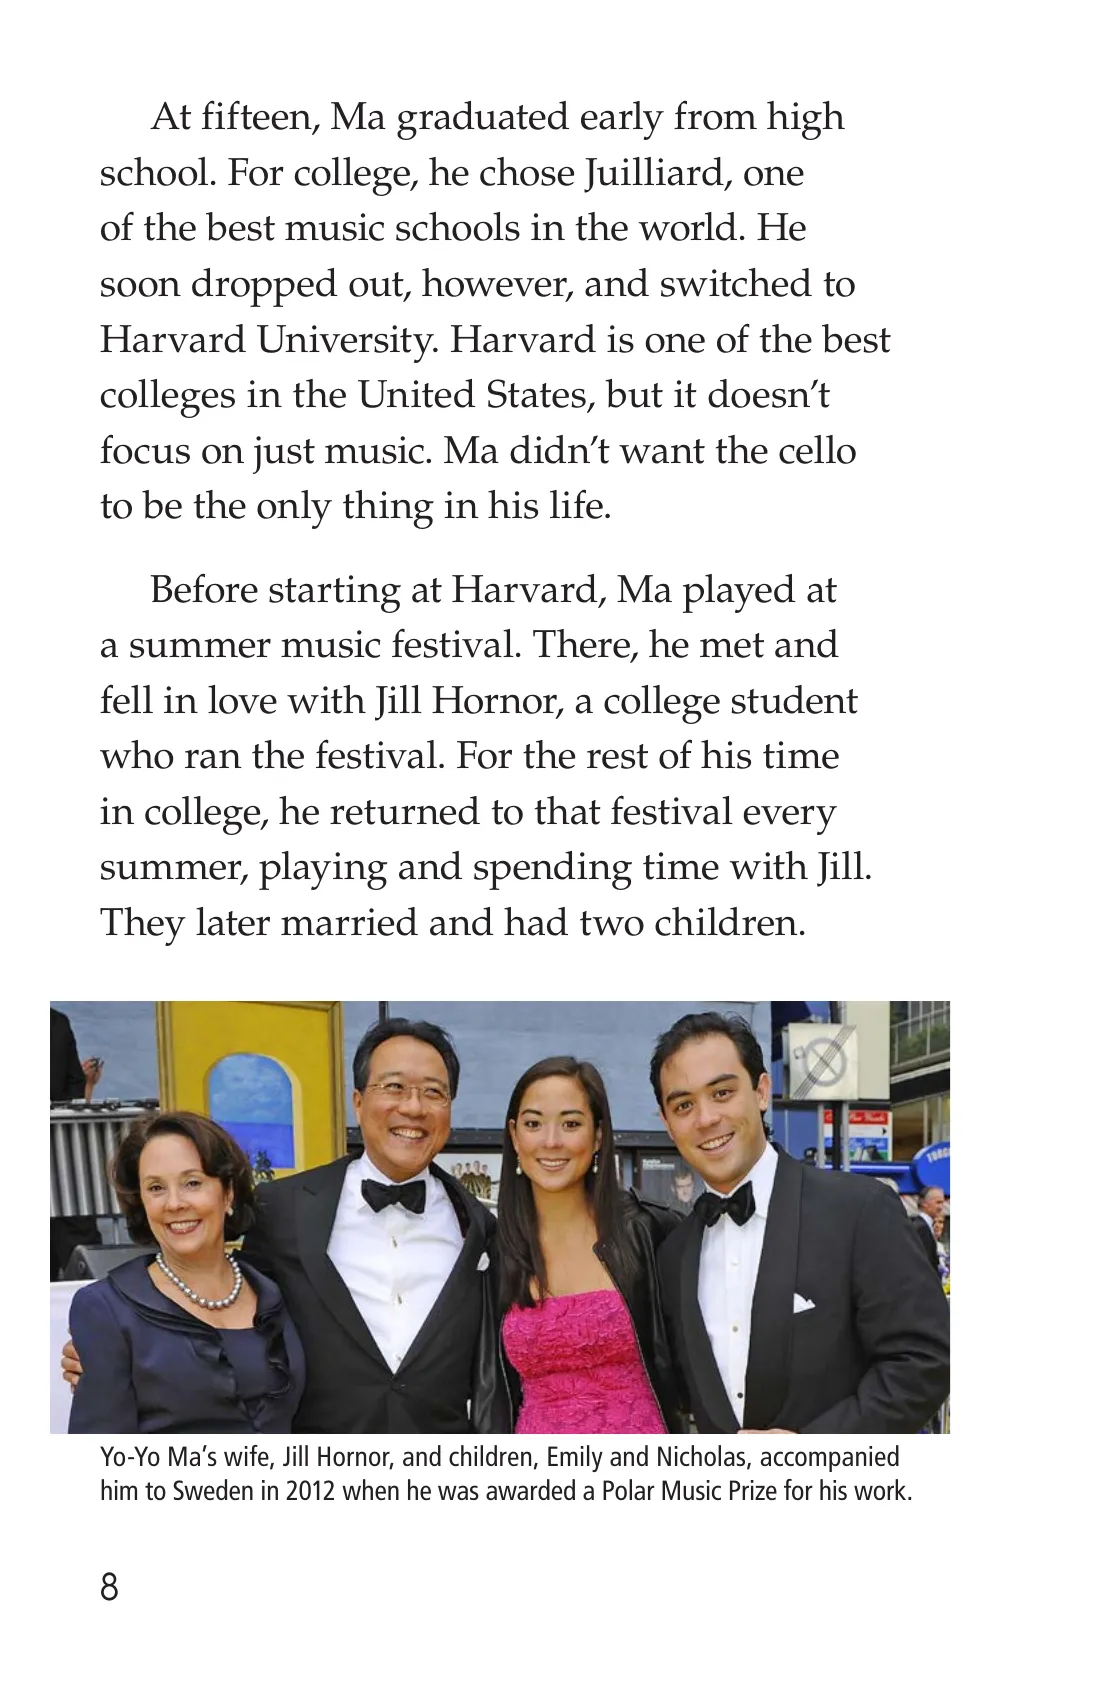 At fifteen, Ma graduated early from high
school. For college, he chose Juilliard, one
of the best music schools in the world. He
soon dropped out, however, and switched to
Harvard University. Harvard is one of the best
colleges in the United States, but it doesn’t
focus on just music. Ma didn’t want the cello
to be the only thing in his life.
Before starting at Harvard, Ma played at
a summer music festival. There, he met and
fell in love with Jill Hornor, a college student
who ran the festival. For the rest of his time
in college, he returned to that festival every
summer, playing and spending time with Jill.
They later married and had two children.
Yo-Yo Ma’s wife, Jill Hornor, and children, Emily and Nicholas, accompanied
him to Sweden in 2012 when he was awarded a Polar Music Prize for his work.
8